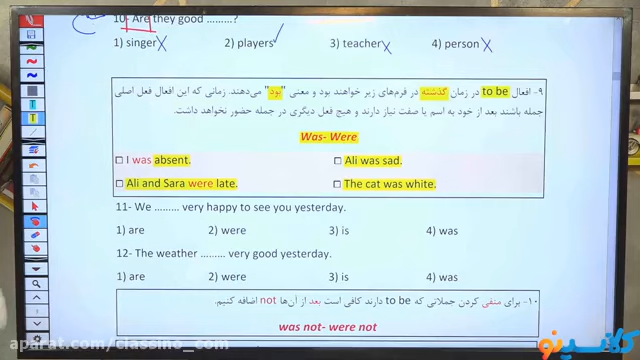 10- Are they good .........?
1) singer 2) players 3) teacher 4) person
۹- افعال to be در زمان گذشته در فرم‌های زیر خواهند بود و معنی "بود" می‌دهند. زمانی که این افعال فعل اصلی
جمله باشند بعد از خود به اسم یا صفت نیاز دارند و هیچ فعل دیگری در جمله حضور نخواهد داشت.
Was- Were
I was absent. Ali was sad.
Ali and Sara were late. The cat was white.
11- We ......... very happy to see you yesterday.
1) are 2) were 3) is 4) was
12- The weather ......... very good yesterday.
1) are 2) were 3) is 4) was
۱۰- برای منفی کردن جملاتی که to be دارند کافی است بعد از آن‌ها not اضافه کنیم.
was not- were not
aparat.com/classino_com
کلاسینو